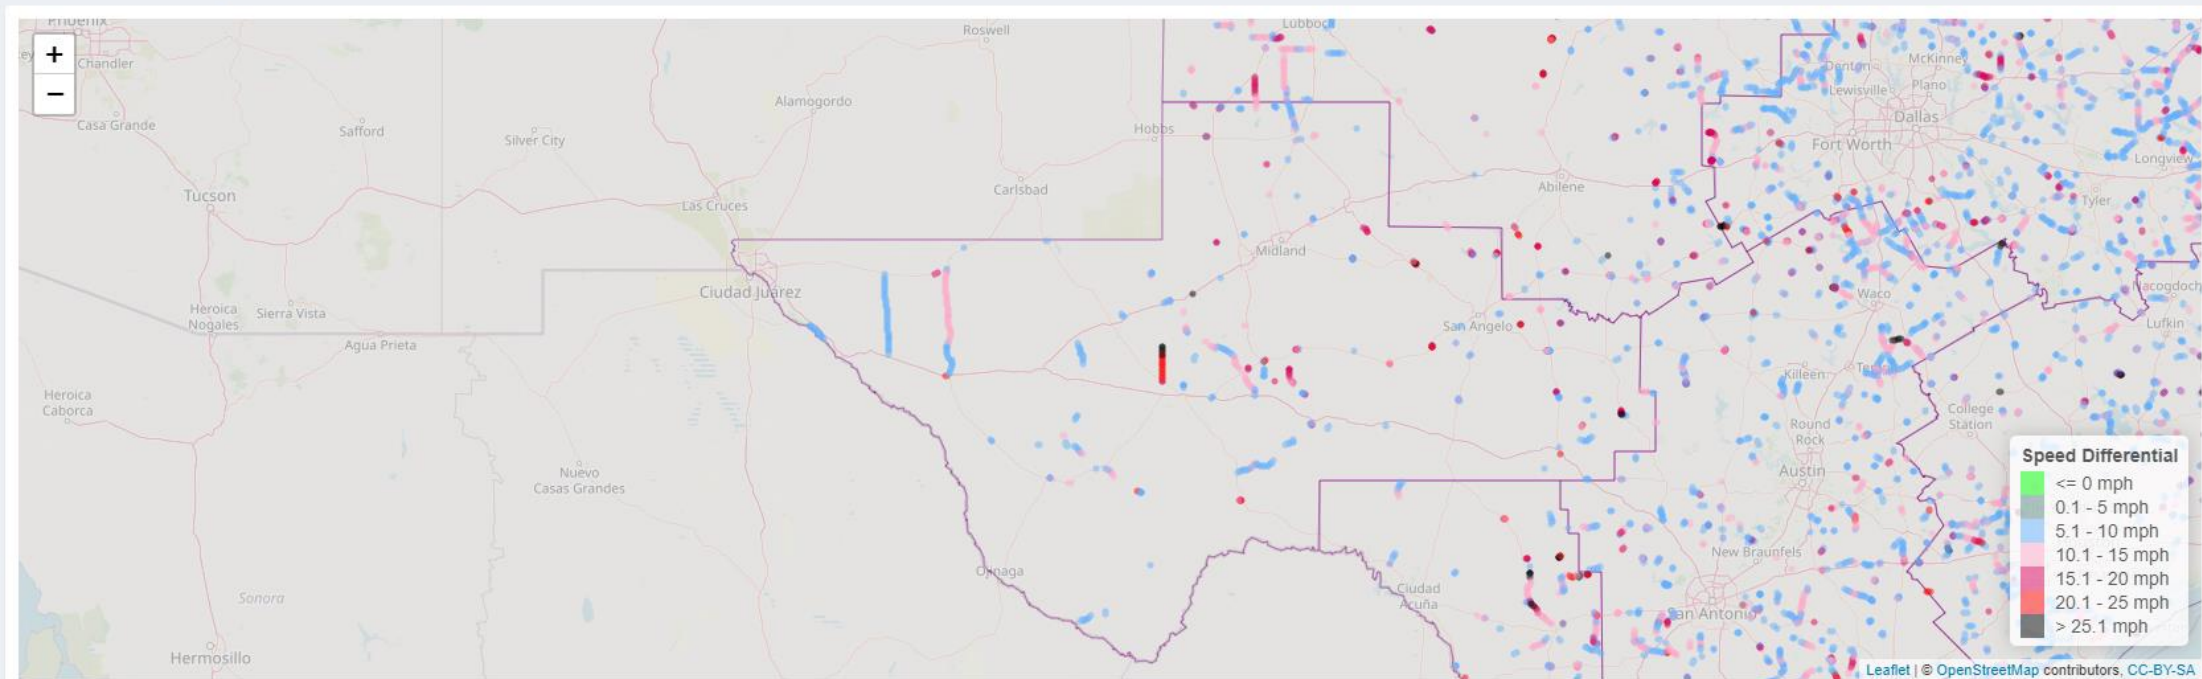 Phoenix
+
−
Chandler
Casa Grande
Safford
Silver City
Tucson
Heroica
Nogales
Sierra Vista
Agua Prieta
Heroica
Caborca
Nuevo
Casas Grandes
Sonora
Hermosillo
Roswell
Alamogordo
Las Cruces
Carlsbad
Hobbs
Ciudad Juárez
Ojinaga
Lubboc
Midland
Abilene
San Angelo
Ciudad
Acuña
Denton
McKinney
Lewisville
Plano
Dallas
Fort Worth
Longview
Tyler
Waco
Nacogdoch
Lufkin
Killeen
Te
College
Station
Round
Rock
Austin
New Braunfels
San Antonio
Speed Differential
<= 0 mph
0.1 - 5 mph
5.1 - 10 mph
10.1 - 15 mph
15.1 - 20 mph
20.1 - 25 mph
> 25.1 mph
Leaflet | © OpenStreetMap contributors, CC-BY-SA